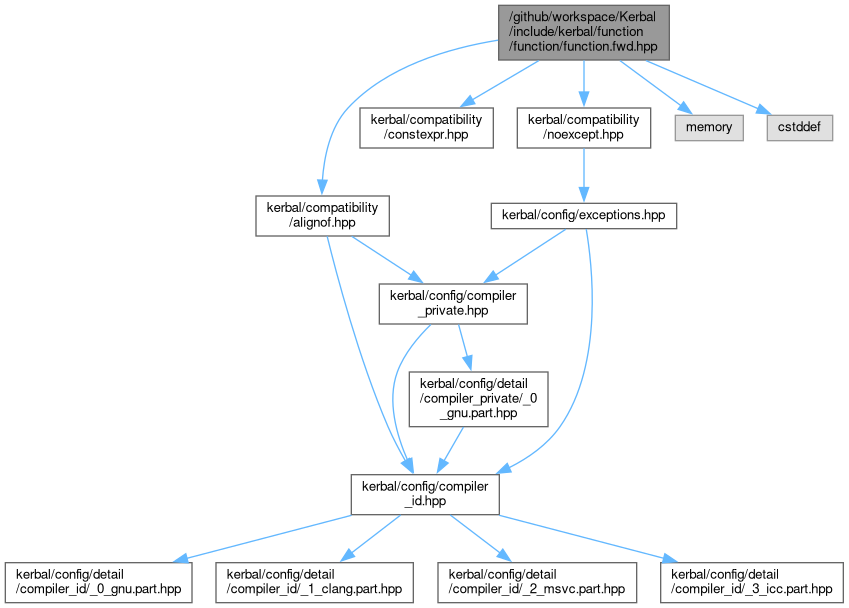 /github/workspace/Kerbal
/include/kerbal/function
/function/function.fwd.hpp
kerbal/compatibility
/constexpr.hpp
kerbal/compatibility
/noexcept.hpp
memory
cstddef
kerbal/compatibility
/alignof.hpp
kerbal/config/exceptions.hpp
kerbal/config/compiler
_private.hpp
kerbal/config/detail
/compiler_private/_0
_gnu.part.hpp
kerbal/config/compiler
_id.hpp
kerbal/config/detail
/compiler_id/_0_gnu.part.hpp
kerbal/config/detail
/compiler_id/_1_clang.part.hpp
kerbal/config/detail
/compiler_id/_2_msvc.part.hpp
kerbal/config/detail
/compiler_id/_3_icc.part.hpp